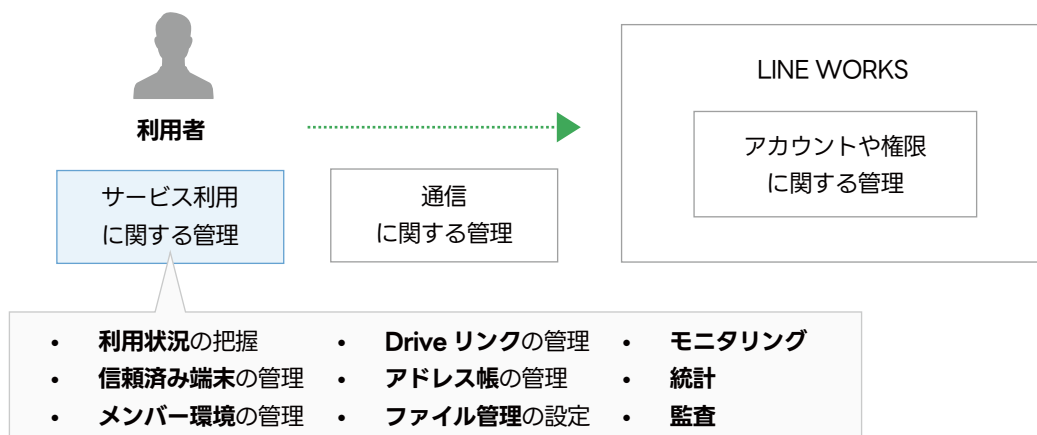 利用者
LINE WORKS
アカウントや権限
に関する管理
サービス利用
に関する管理
通信
に関する管理
• 利用状況の把握
• 信頼済み端末の管理
• メンバー環境の管理
• Drive リンクの管理
• アドレス帳の管理
• ファイル管理の設定
• モニタリング
• 統計
• 監査